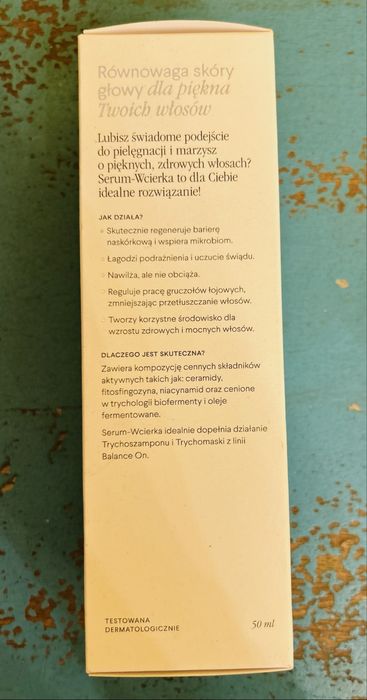 Równowaga skóry
głowy dla piękna
Twoich włosów
Lubisz świadome podejście
do pielęgnacji i marzysz
o pięknych, zdrowych włosach?
Serum-Wcierka to dla Ciebie
idealne rozwiązanie!
JAK DZIAŁA?
Skutecznie regeneruje barierę
naskórkową i wspiera mikrobiom.
Łagodzi podrażnienia i uczucie świądu.
Nawilża, ale nie obciąża.
Reguluje pracę gruczołów łojowych,
zmniejszając przetłuszczanie włosów.
Tworzy korzystne środowisko dla
wzrostu zdrowych i mocnych włosów.
DLACZEGO JEST SKUTECZNA?
Zawiera kompozycję cennych składników
aktywnych takich jak: ceramidy,
fitosfingozyna, niacynamid oraz cenione
w trychologii biofermenty i oleje
fermentowane.
Serum-Wcierka idealnie dopełnia działanie
Trychoszamponu i Trychomaski z linii
Balance On.
TESTOWANA
DERMATOLOGICZNIE
50 ml